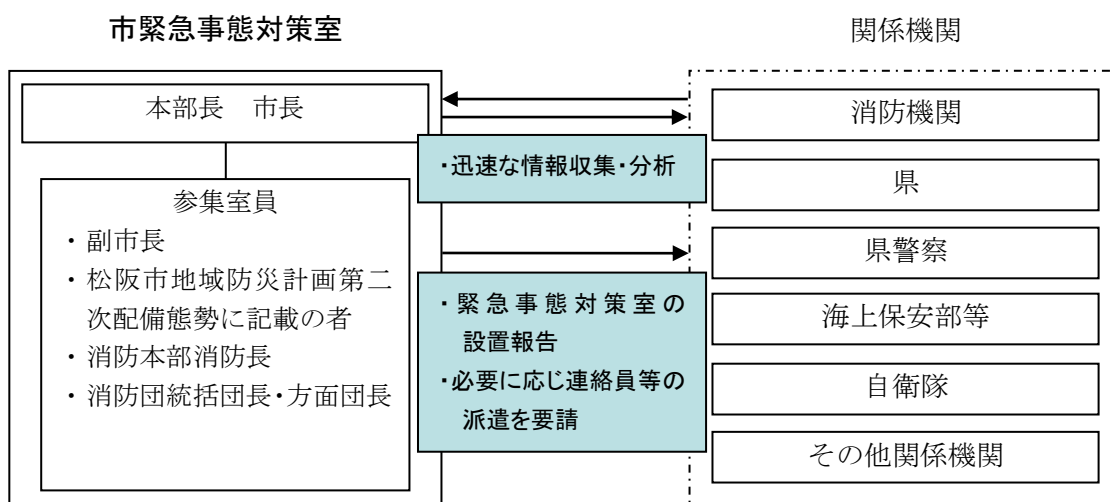 市緊急事態対策室
関係機関
本部長　市長
参集室員
・副市長
・松阪市地域防災計画第二
次配備態勢に記載の者
・消防本部消防長
・消防団統括団長・方面団長
・迅速な情報収集・分析
・緊急事態対策室の
設置報告
・必要に応じ連絡員等の
派遣を要請
消防機関
県
県警察
海上保安部等
自衛隊
その他関係機関